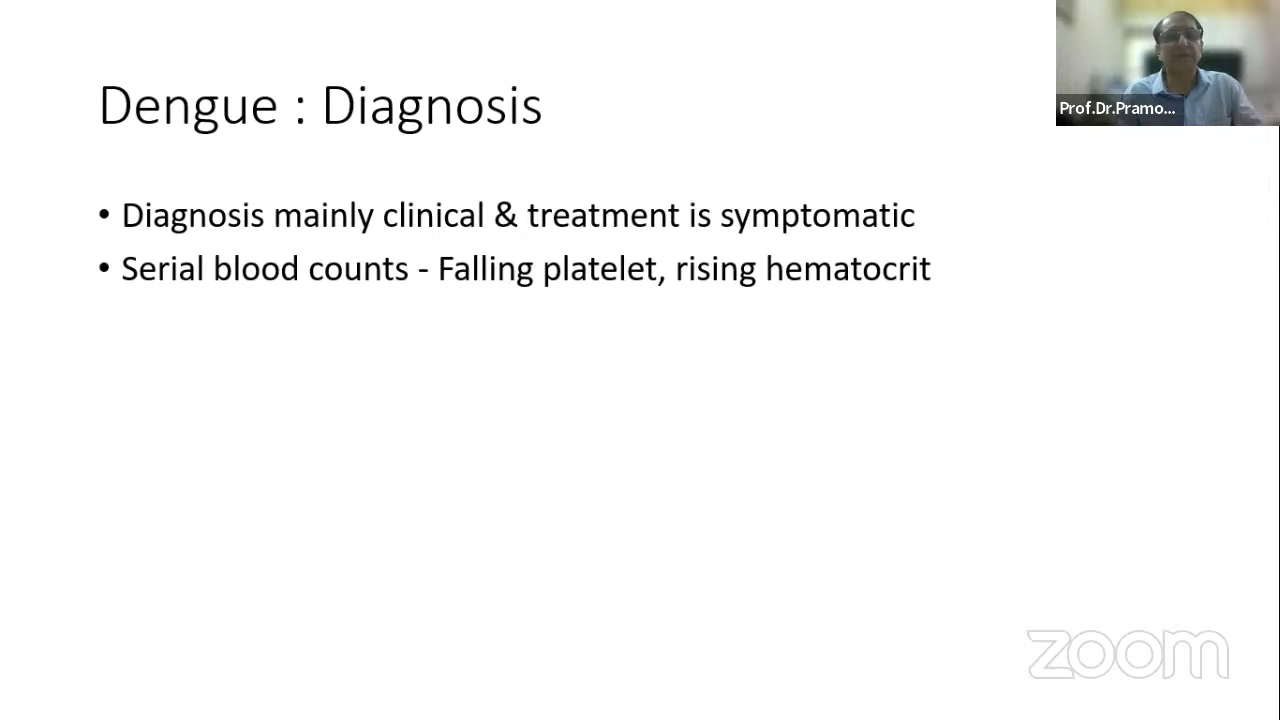 Prof.Dr.Pramo...
Dengue : Diagnosis
• Diagnosis mainly clinical & treatment is symptomatic
• Serial blood counts - Falling platelet, rising hematocrit
zoom